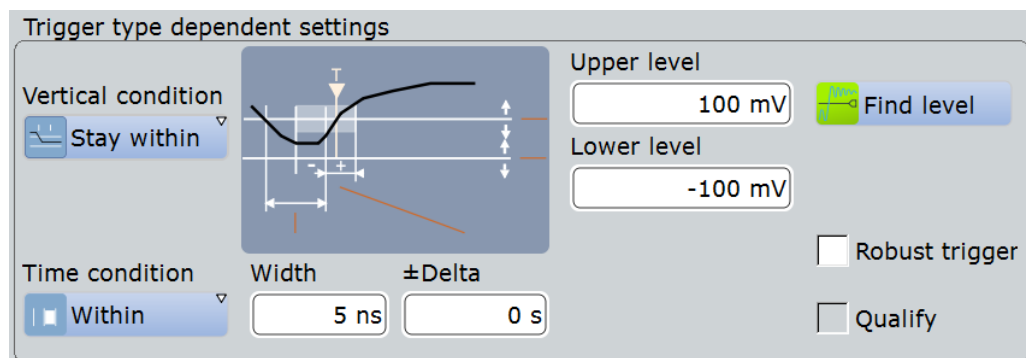 Trigger type dependent settings
Vertical condition
Stay within
T
- +
Upper level
100 mV
Find level
Lower level
-100 mV
Robust trigger
Time condition
Within
Width
5 ns
±Delta
0 s
Qualify